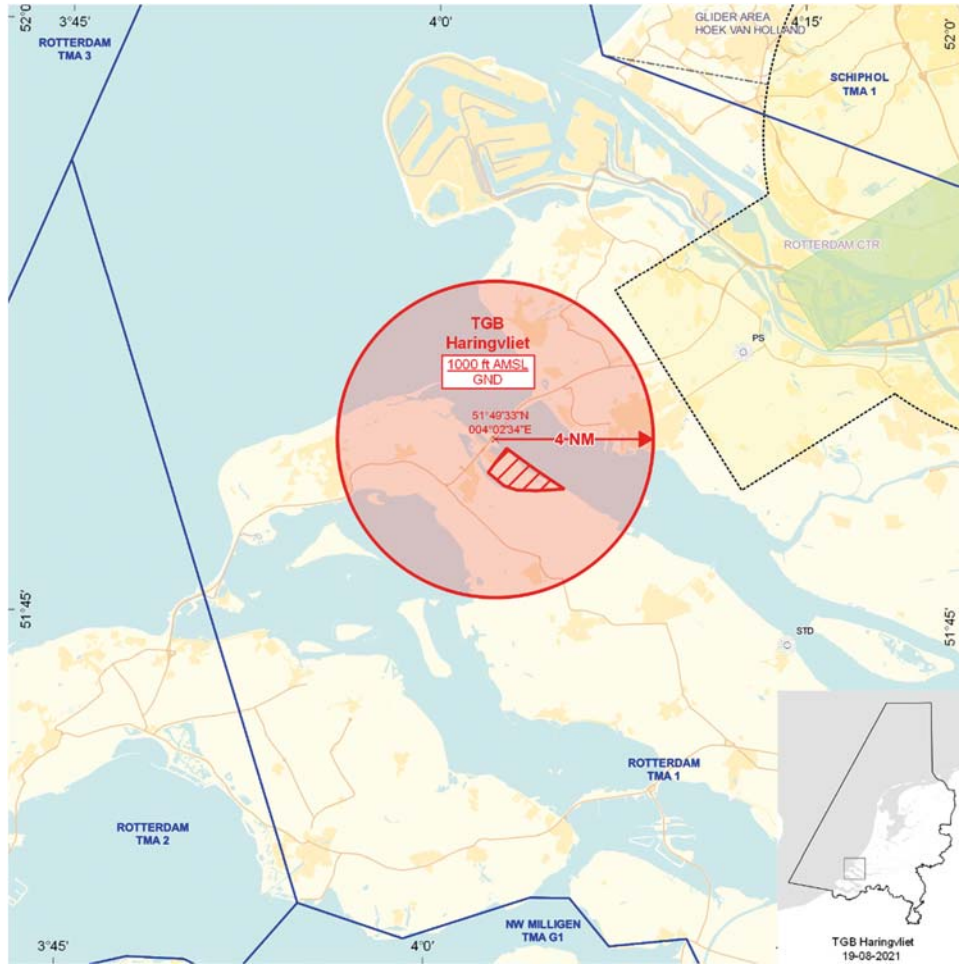 52°0'
3°45'
4°0'
4°15'
52°0'
GLIDER AREA
HOEK VAN HOLLAND
ROTTERDAM
TMA 3
SCHIPHOL
TMA 1
ROTTERDAM CTR
TGB
Haringvliet
1000 ft AMSL
GND
PS
51°49'33"N
004°02'34"E
4 NM
51°45'
51°45'
STD
ROTTERDAM
TMA 1
ROTTERDAM
TMA 2
NW MILLIGEN
TMA G1
3°45'
4°0'
TGB Haringvliet
19-08-2021